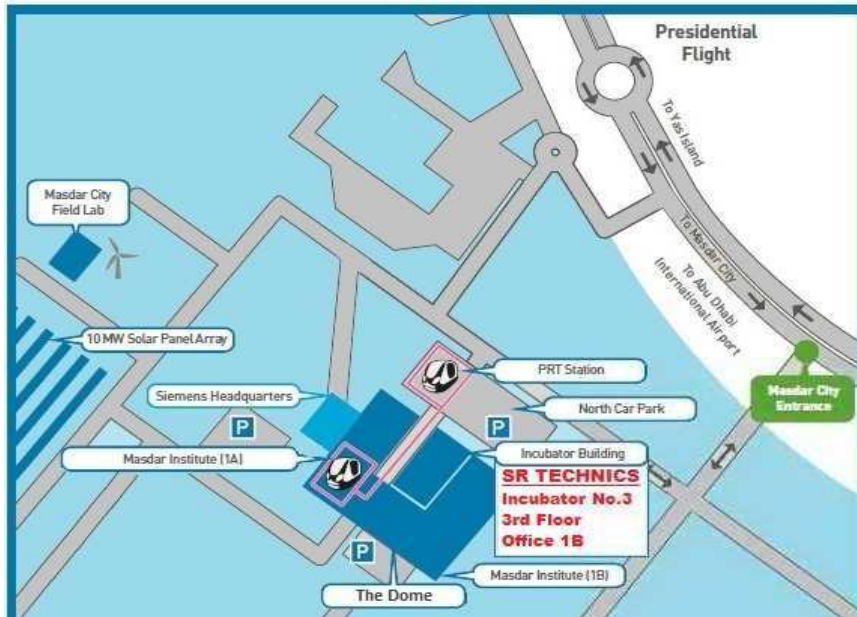 Presidential
Flight
To Yas Island
Masdar City
Field Lab
To Masdar City
To Abu Dhabi
International Airport
10 MW Solar Panel Array
PRT Station
Masdar City
Entrance
Siemens Headquarters
North Car Park
P
P
Masdar Institute (1A)
Incubator Building
SR TECHNICS
Incubator No.3
3rd Floor
Office 1B
P
Masdar Institute (1B)
The Dome